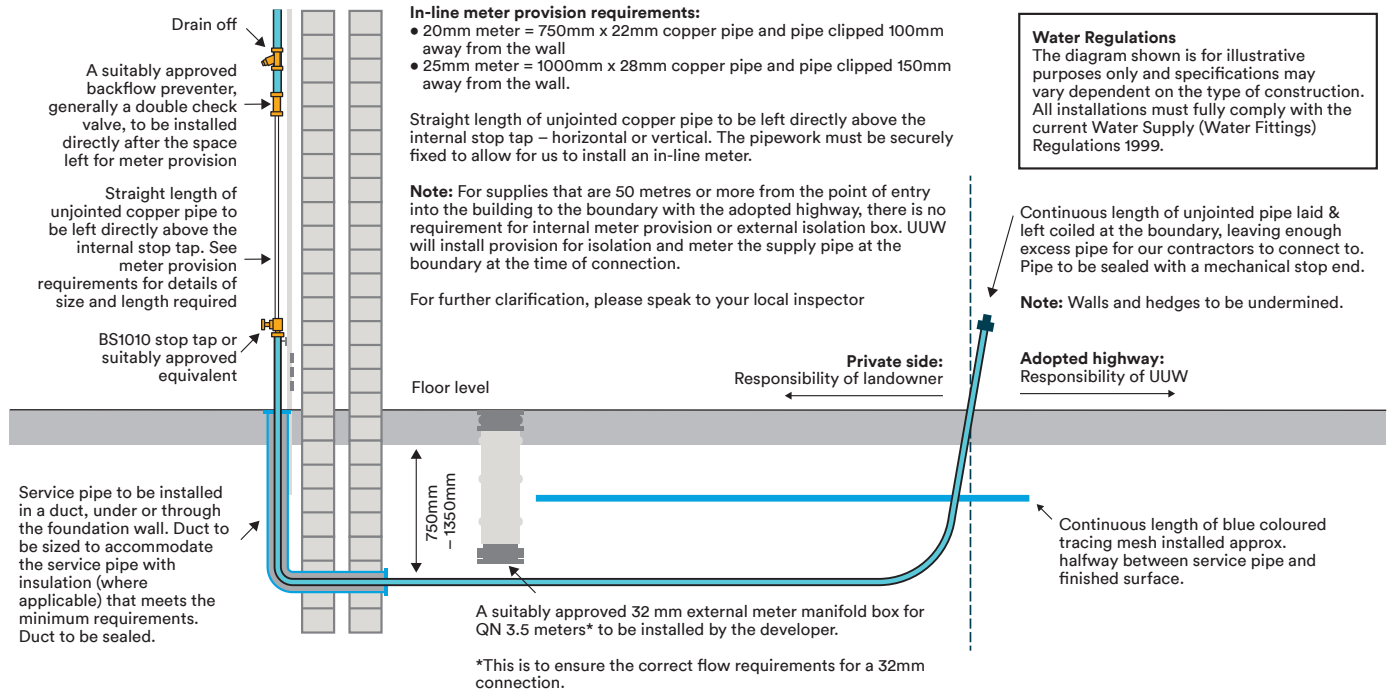 Drain off
A suitably approved
backflow preventer,
generally a double check
valve, to be installed
directly after the space
left for meter provision
Straight length of
unjointed copper pipe to
be left directly above the
internal stop tap. See
meter provision
requirements for details of
size and length required
BS1010 stop tap or
suitably approved
equivalent
In-line meter provision requirements:
• 20mm meter = 750mm x 22mm copper pipe and pipe clipped 100mm
away from the wall
• 25mm meter = 1000mm x 28mm copper pipe and pipe clipped 150mm
away from the wall.
Straight length of unjointed copper pipe to be left directly above the
internal stop tap – horizontal or vertical. The pipework must be securely
fixed to allow for us to install an in-line meter.
Note: For supplies that are 50 metres or more from the point of entry
into the building to the boundary with the adopted highway, there is no
requirement for internal meter provision or external isolation box. UUW
will install provision for isolation and meter the supply pipe at the
boundary at the time of connection.
For further clarification, please speak to your local inspector
Water Regulations
The diagram shown is for illustrative
purposes only and specifications may
vary dependent on the type of construction.
All installations must fully comply with the
current Water Supply (Water Fittings)
Regulations 1999.
Continuous length of unjointed pipe laid &
left coiled at the boundary, leaving enough
excess pipe for our contractors to connect to.
Pipe to be sealed with a mechanical stop end.
Note: Walls and hedges to be undermined.
Private side:
Responsibility of landowner
Adopted highway:
Responsibility of UUW
Floor level
750mm
– 1350mm
Service pipe to be installed
in a duct, under or through
the foundation wall. Duct to
be sized to accommodate
the service pipe with
insulation (where
applicable) that meets the
minimum requirements.
Duct to be sealed.
Continuous length of blue coloured
tracing mesh installed approx.
halfway between service pipe and
finished surface.
A suitably approved 32 mm external meter manifold box for
QN 3.5 meters* to be installed by the developer.
*This is to ensure the correct flow requirements for a 32mm
connection.